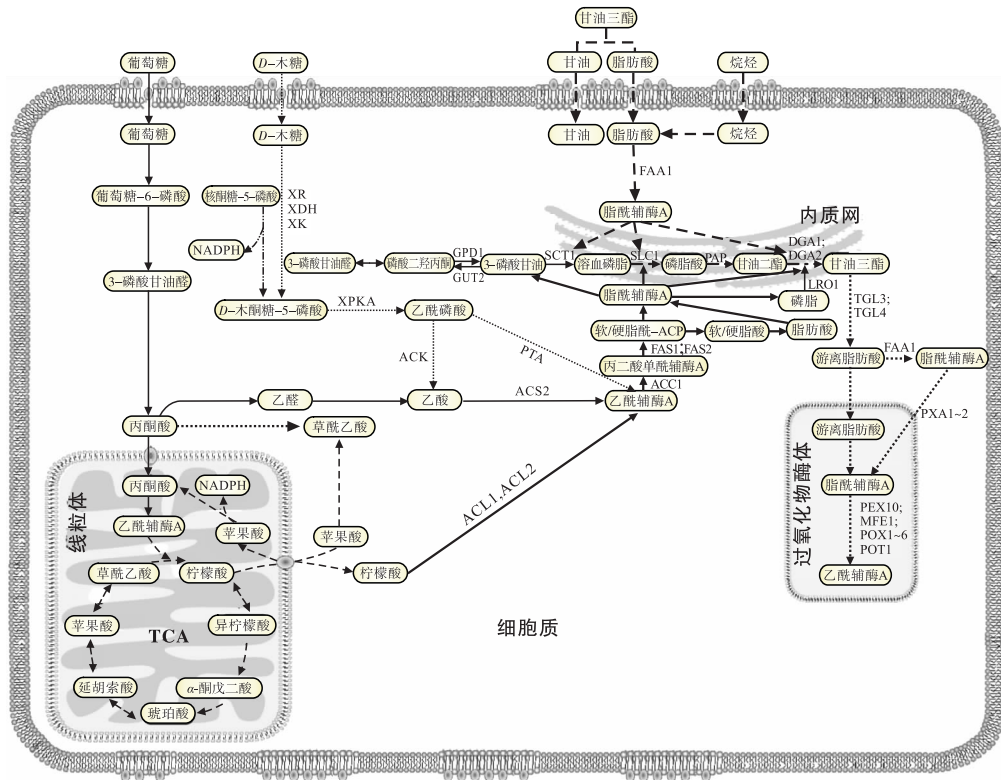 甘油三酯
葡萄糖
D-木糖
甘油
脂肪酸
烷烃
葡萄糖
D-木糖
甘油
脂肪酸
烷烃
FAA1
葡萄糖-6-磷酸
核酮糖-5-磷酸
XR
XDH
XK
脂酰辅酶A
内质网
NADPH
3-磷酸甘油醛
磷酸二羟丙酮
GPD1
GUT2
3-磷酸甘油
SCT1
溶血磷脂
SLC1
磷脂酸
PAP
甘油二酯
DGA1;
DGA2
甘油三酯
3-磷酸甘油醛
脂酰辅酶A
LRO1
磷脂
TGL3;
TGL4
D-木酮糖-5-磷酸
XPKA
乙酰磷酸
软/硬脂酰-ACP
软/硬脂酸
脂肪酸
ACK
PTA
FAS1;FAS2
丙二酸单酰辅酶A
ACC1
游离脂肪酸
FAA1
脂酰辅酶A
乙醛
乙酸
ACS2
乙酰辅酶A
丙酮酸
草酰乙酸
PXA1~2
游离脂肪酸
线粒体
丙酮酸
NADPH
ACL1,ACL2
过氧化物酶体
脂酰辅酶A
乙酰辅酶A
苹果酸
苹果酸
PEX10;
MFE1;
POX1~6
POT1
草酰乙酸
柠檬酸
柠檬酸
乙酰辅酶A
苹果酸
TCA
异柠檬酸
细胞质
延胡索酸
α-酮戊二酸
琥珀酸